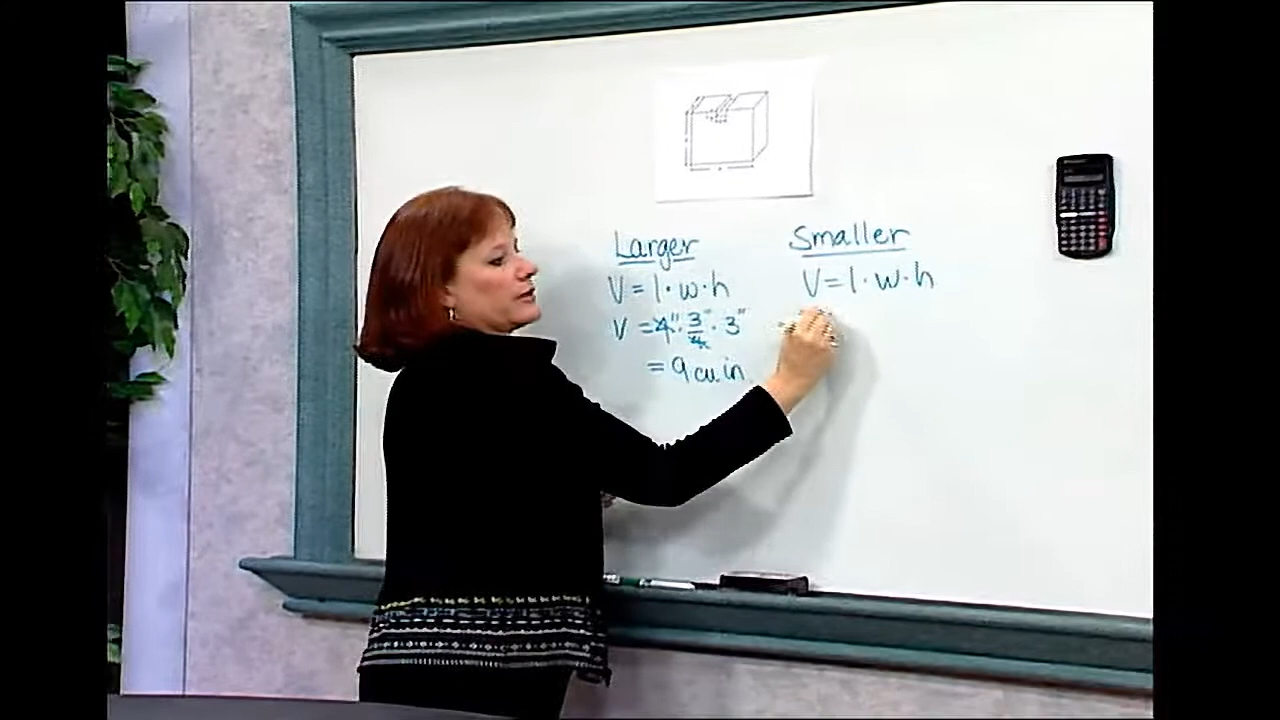 Larger
V = l · w · h
V = 4" · 3/4" · 3"
= 9 cu in
Smaller
V = l · w · h
=